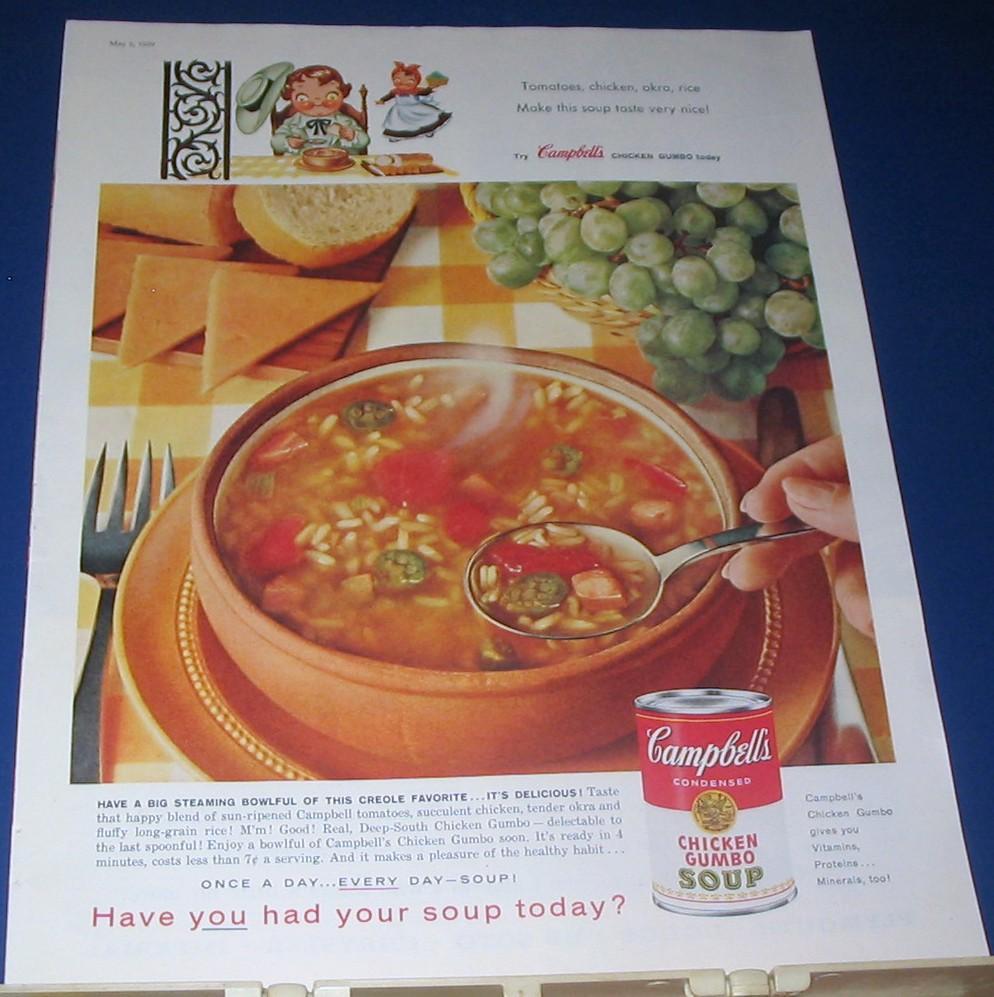 Tomatoes, chicken, okra, rice
Make this soup taste very nice!
Try Campbell's CHICKEN GUMBO today
Campbell's
CONDENSED
CHICKEN
GUMBO
SOUP
HAVE A BIG STEAMING BOWLFUL OF THIS CREOLE FAVORITE...IT'S DELICIOUS! Taste
that happy blend of sun-ripened Campbell tomatoes, succulent chicken, tender okra and
fluffy long-grain rice! M'm! Good! Real, Deep-South Chicken Gumbo — delectable to
the last spoonful! Enjoy a bowlful of Campbell's Chicken Gumbo soon. It's ready in 4
minutes, costs less than 7¢ a serving. And it makes a pleasure of the healthy habit...
ONCE A DAY...EVERY DAY—SOUP!
Have you had your soup today?
Campbell's
Chicken Gumbo
gives you
Vitamins,
Proteins...
Minerals, too!